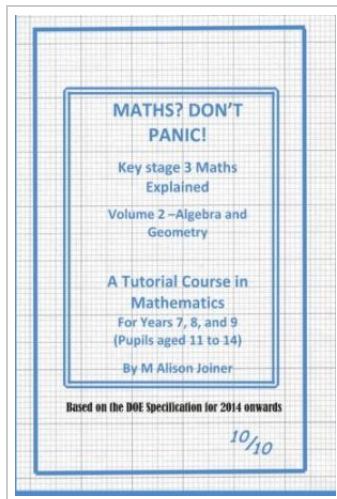 MATHS? DON'T
PANIC!
Key stage 3 Maths
Explained
Volume 2 –Algebra and
Geometry
A Tutorial Course in
Mathematics
For Years 7, 8, and 9
(Pupils aged 11 to 14)
By M Alison Joiner
Based on the DOE Specification for 2014 onwards
10/10